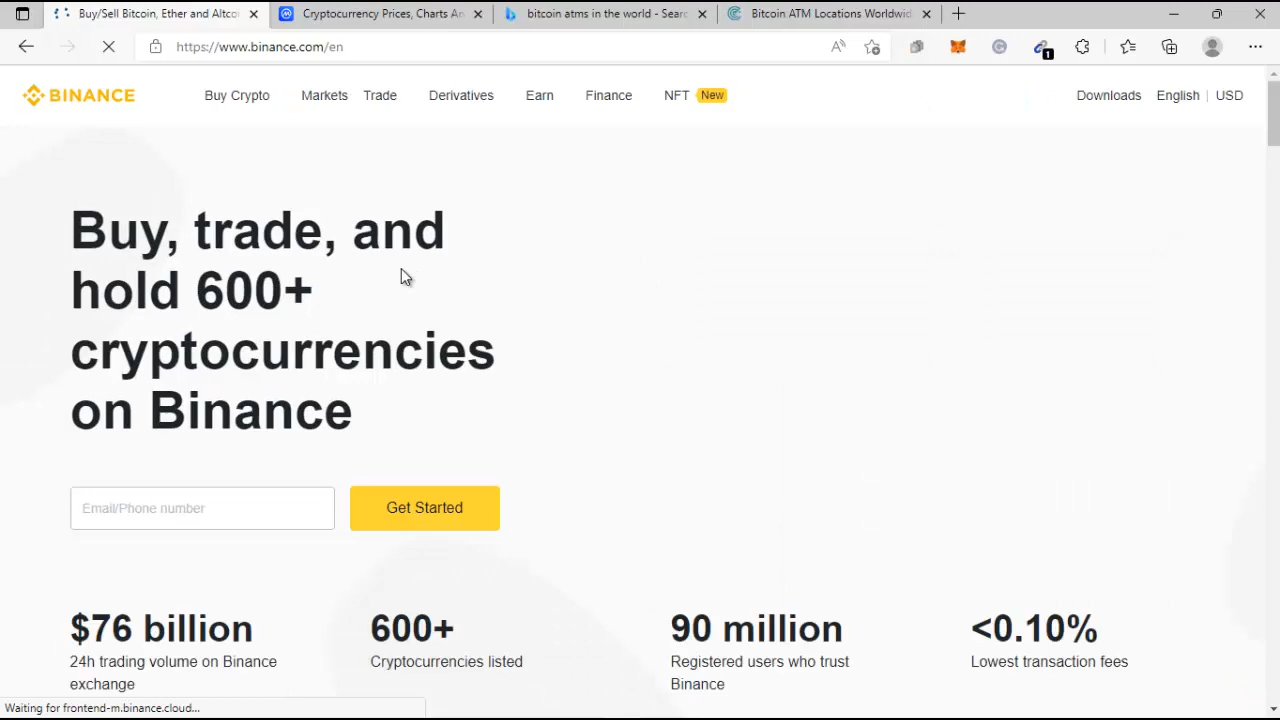 Buy/Sell Bitcoin, Ether and Altco
Cryptocurrency Prices, Charts An
bitcoin atms in the world - Searc
Bitcoin ATM Locations Worldwid
https://www.binance.com/en
1
BINANCE
Buy Crypto
Markets
Trade
Derivatives
Earn
Finance
NFT New
Downloads
English | USD
Buy, trade, and
hold 600+
cryptocurrencies
on Binance
Email/Phone number
Get Started
$76 billion
24h trading volume on Binance
exchange
600+
Cryptocurrencies listed
90 million
Registered users who trust
Binance
<0.10%
Lowest transaction fees
Waiting for frontend-m.binance.cloud...